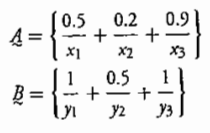 A̰ = { 0.5/x₁ + 0.2/x₂ + 0.9/x₃ }
B̰ = { 1/y₁ + 0.5/y₂ + 1/y₃ }